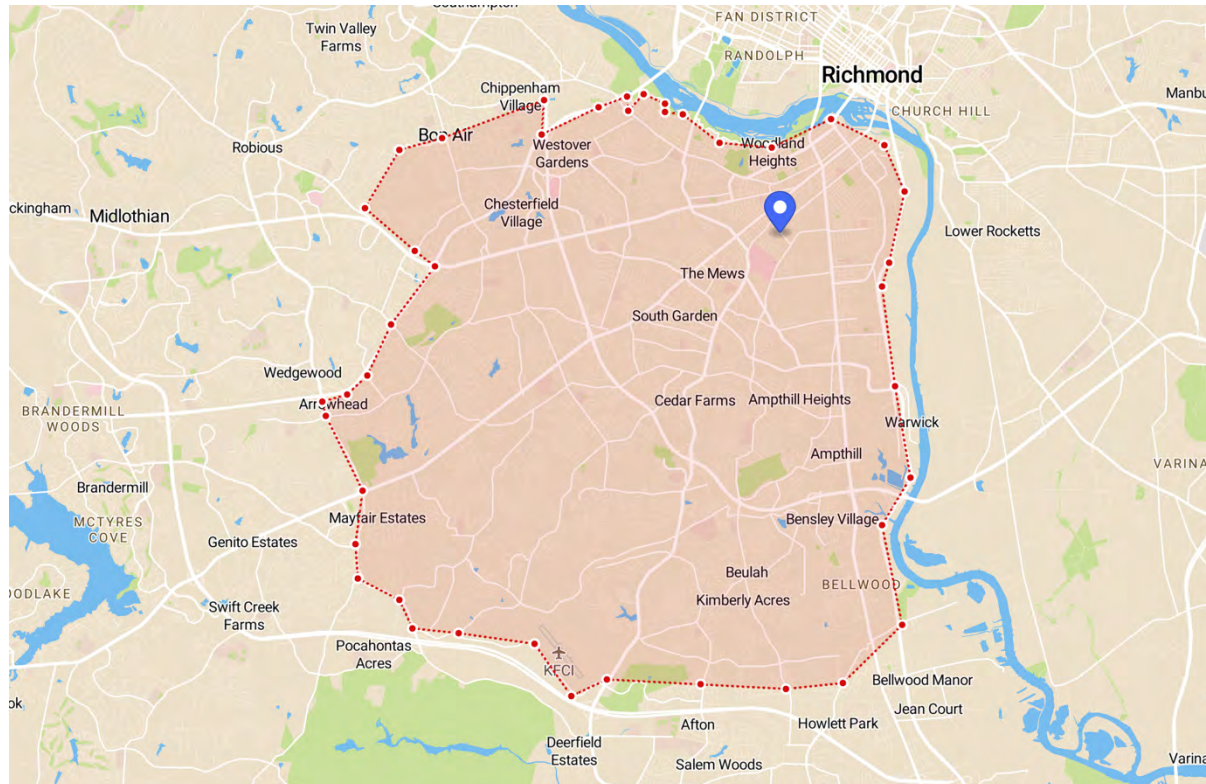 Southampton
FAN DISTRICT
Twin Valley
Farms
RANDOLPH
Richmond
Chippenham
Village
Manbu
CHURCH HILL
Bon Air
Robious
Westover
Gardens
Woodland
Heights
ckingham
Midlothian
Chesterfield
Village
Lower Rocketts
The Mews
South Garden
Wedgewood
Arrowhead
BRANDERMILL
WOODS
Cedar Farms
Ampthill Heights
Warwick
Ampthill
VARINA
Brandermill
MCTYRES
COVE
Mayfair Estates
Bensley Village
Genito Estates
Beulah
BELLWOOD
OODLAKE
Kimberly Acres
Swift Creek
Farms
Pocahontas
Acres
KFCI
Bellwood Manor
ok
Jean Court
Afton
Howlett Park
Deerfield
Estates
Salem Woods
Varina